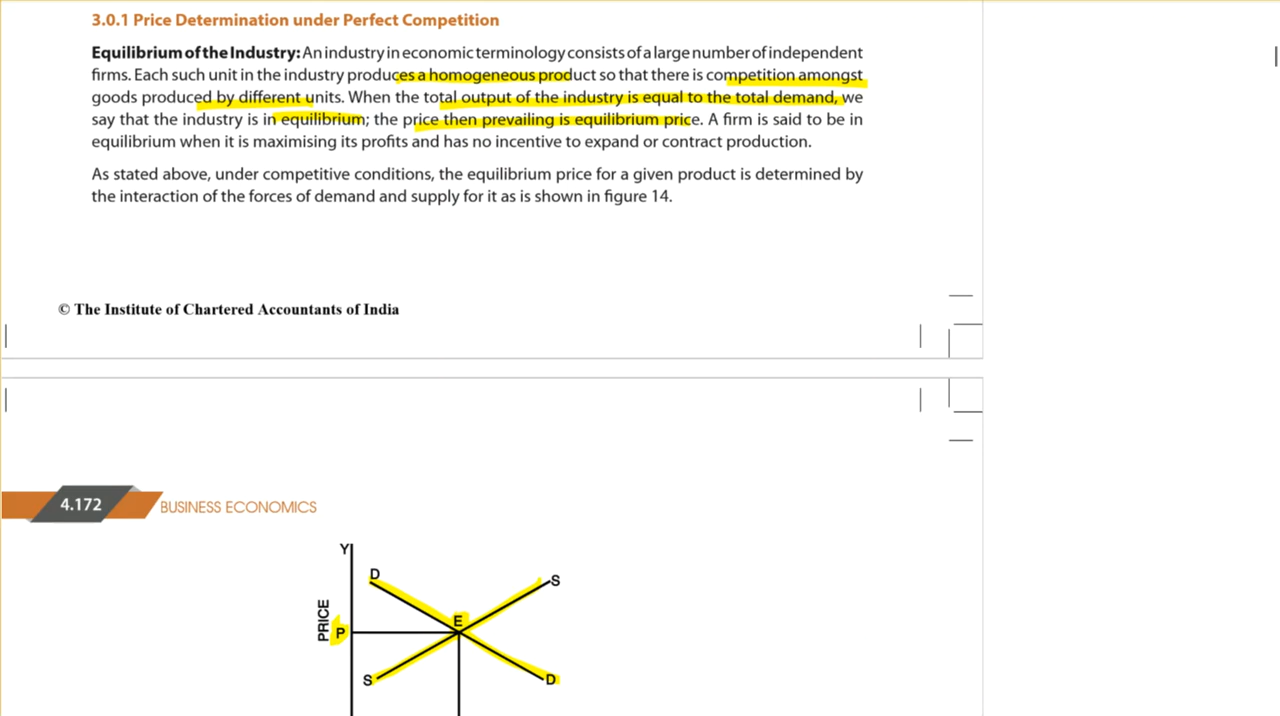 3.0.1 Price Determination under Perfect Competition
Equilibrium of the Industry: An industry in economic terminology consists of a large number of independent
firms. Each such unit in the industry produces a homogeneous product so that there is competition amongst
goods produced by different units. When the total output of the industry is equal to the total demand, we
say that the industry is in equilibrium; the price then prevailing is equilibrium price. A firm is said to be in
equilibrium when it is maximising its profits and has no incentive to expand or contract production.
As stated above, under competitive conditions, the equilibrium price for a given product is determined by
the interaction of the forces of demand and supply for it as is shown in figure 14.
© The Institute of Chartered Accountants of India
4.172 BUSINESS ECONOMICS
Y
D
S
PRICE
E
P
S
D